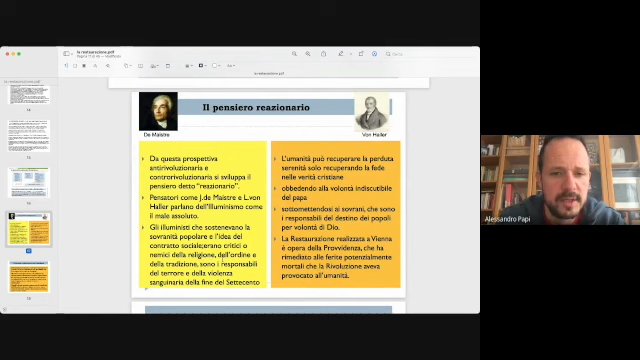 la restaurazione.pdf
la restaurazione.pdf
Il pensiero reazionario
De Maistre
Von Haller
Da questa prospettiva
antirivoluzionaria e
controrivoluzionaria si sviluppa il
pensiero detto “reazionario”.
Pensatori come J.de Maistre e L.von
Haller parlano dell’Illuminismo come il
male assoluto.
Gli illuministi che sostenevano la
sovranità popolare e l’idea del
contratto sociale;erano critici o
nemici della religione, dell’ordine e
della tradizione, sono i responsabili
del terrore e della violenza
sanguinaria della fine del Settecento
L’umanità può recuperare la perduta
serenità solo recuperando la fede
nelle verità cristiane
obbedendo alla volontà indiscutibile
del papa
sottomettendosi ai sovrani, che sono
i responsabili del destino dei popoli
per volontà di Dio.
La Restaurazione realizzata a Vienna
è opera della Provvidenza, che ha
rimediato alle ferite potenzialmente
mortali che la Rivoluzione aveva
provocato all’umanità.
Alessandro Papi